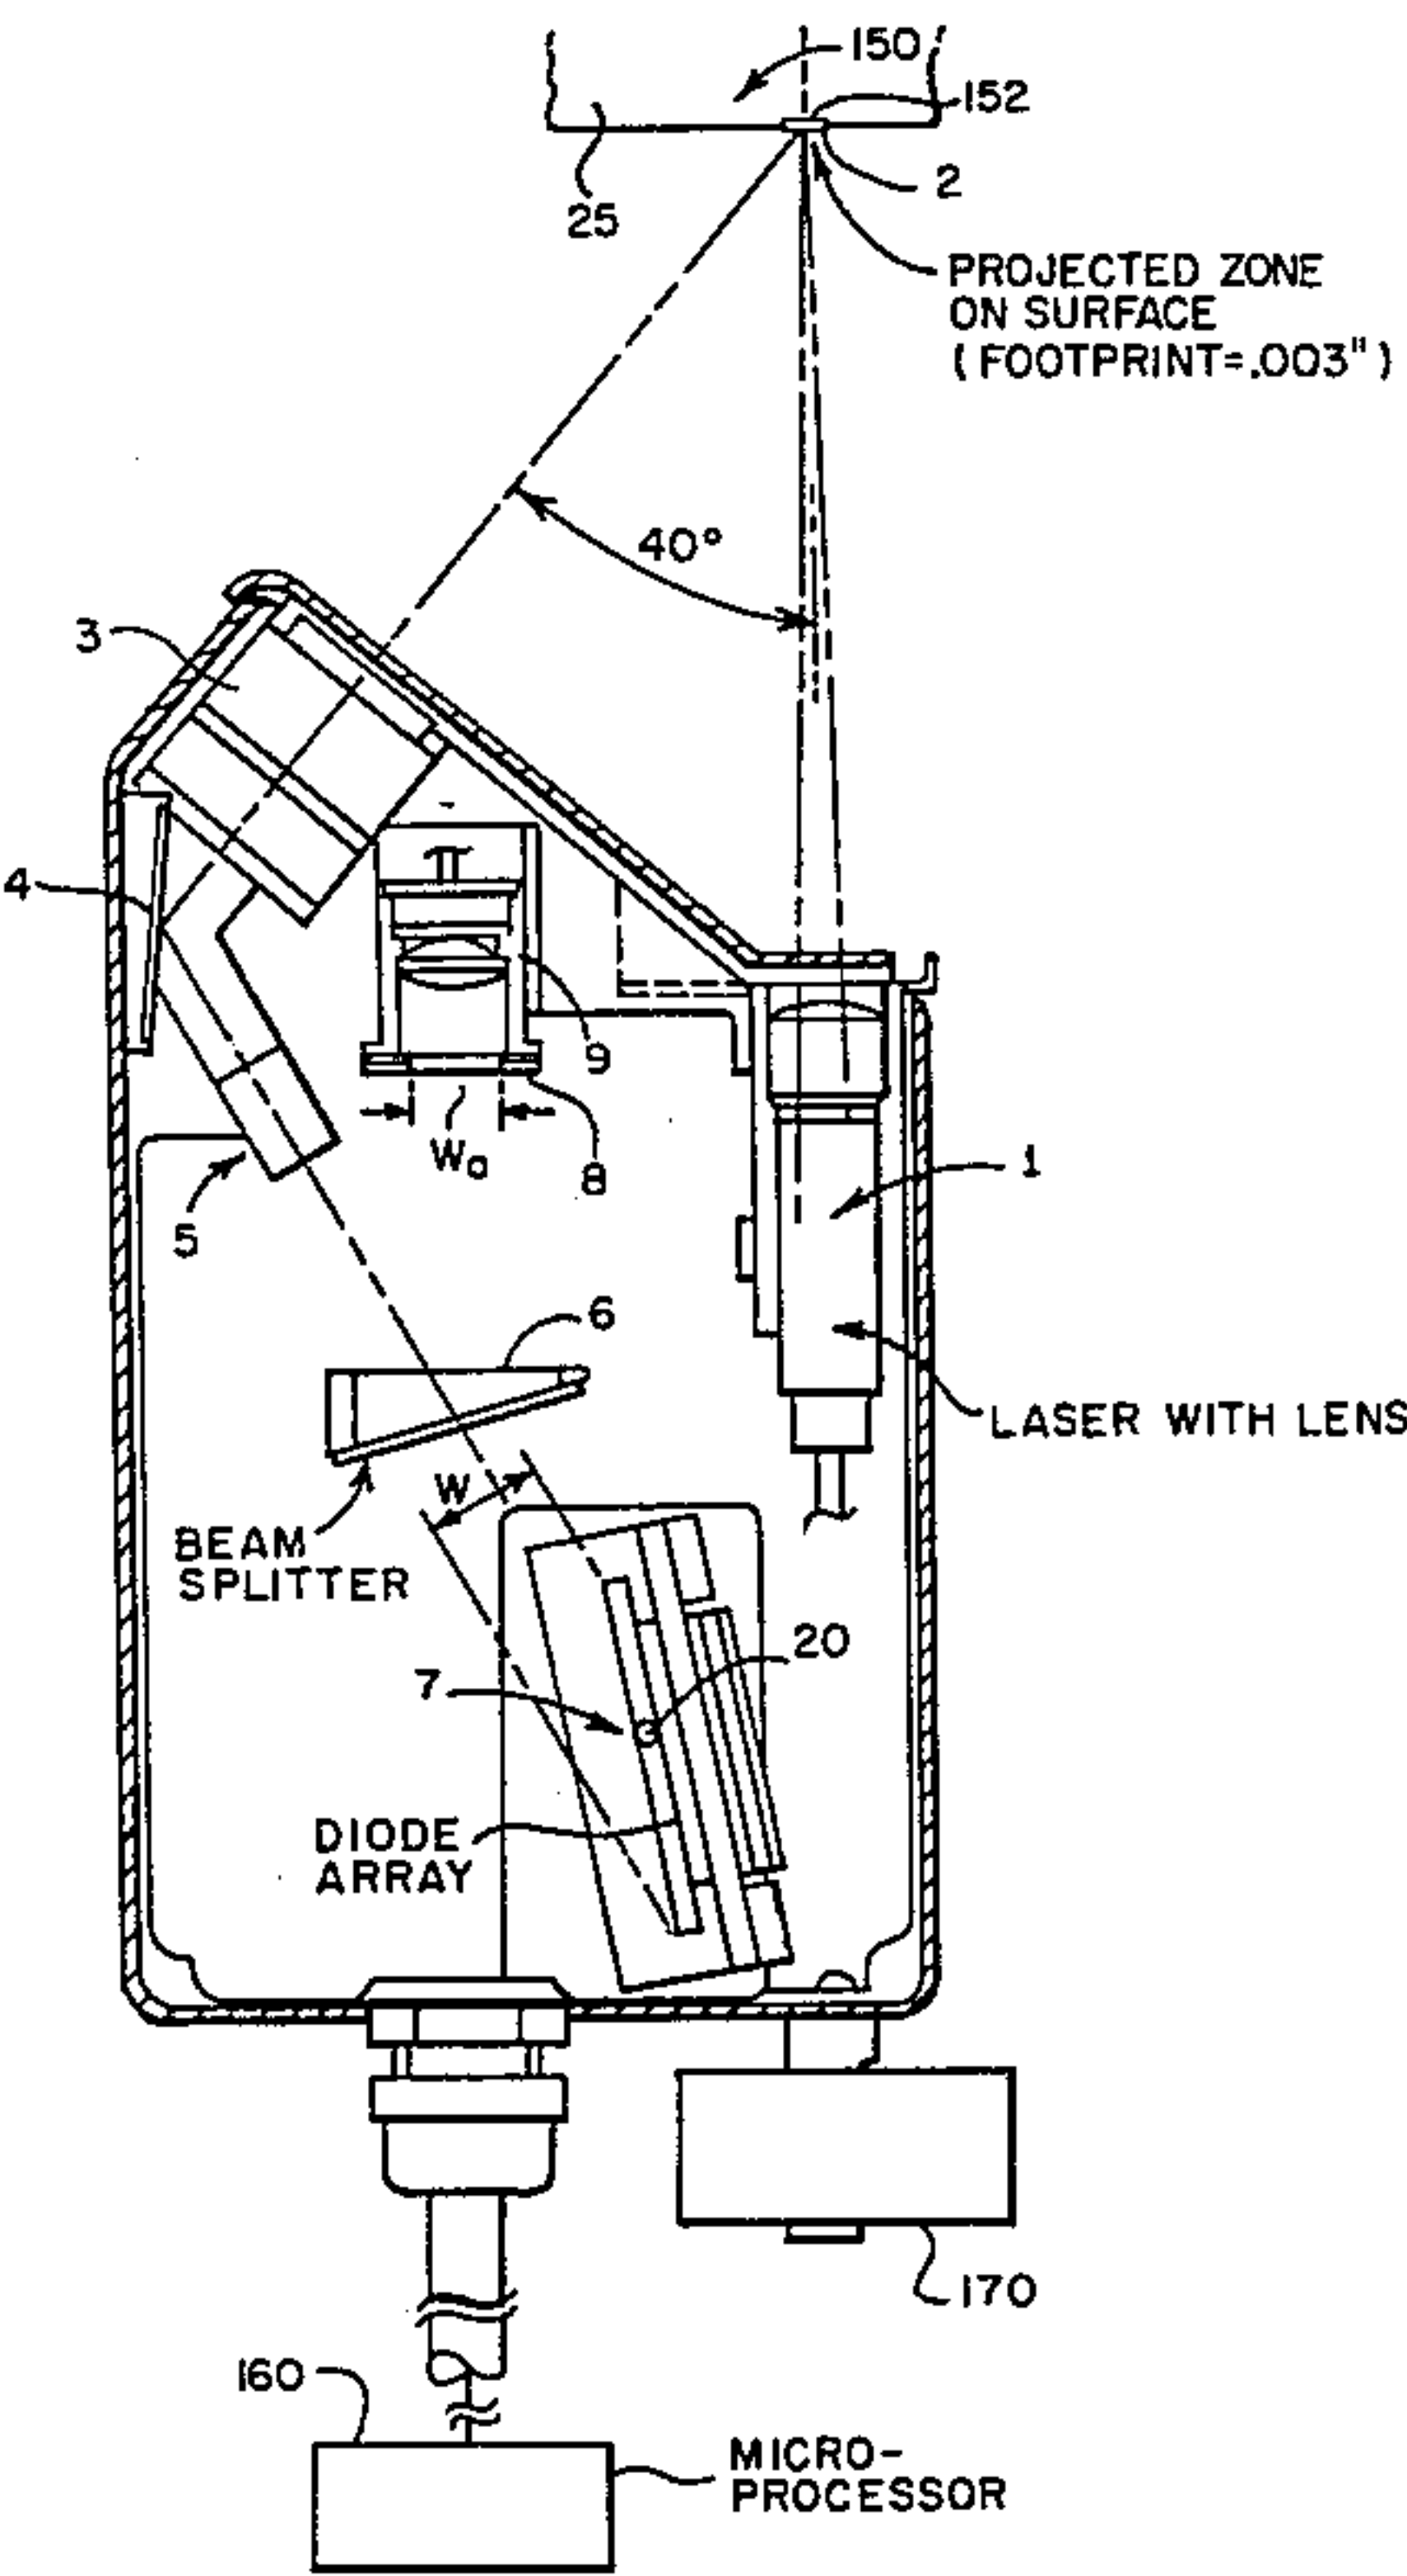 150
152
2
25
PROJECTED ZONE
ON SURFACE
(FOOTPRINT=.003")
40°
3
4
9
Wo
8
5
1
6
LASER WITH LENS
W
BEAM
SPLITTER
20
7
DIODE
ARRAY
170
160
MICRO-
PROCESSOR